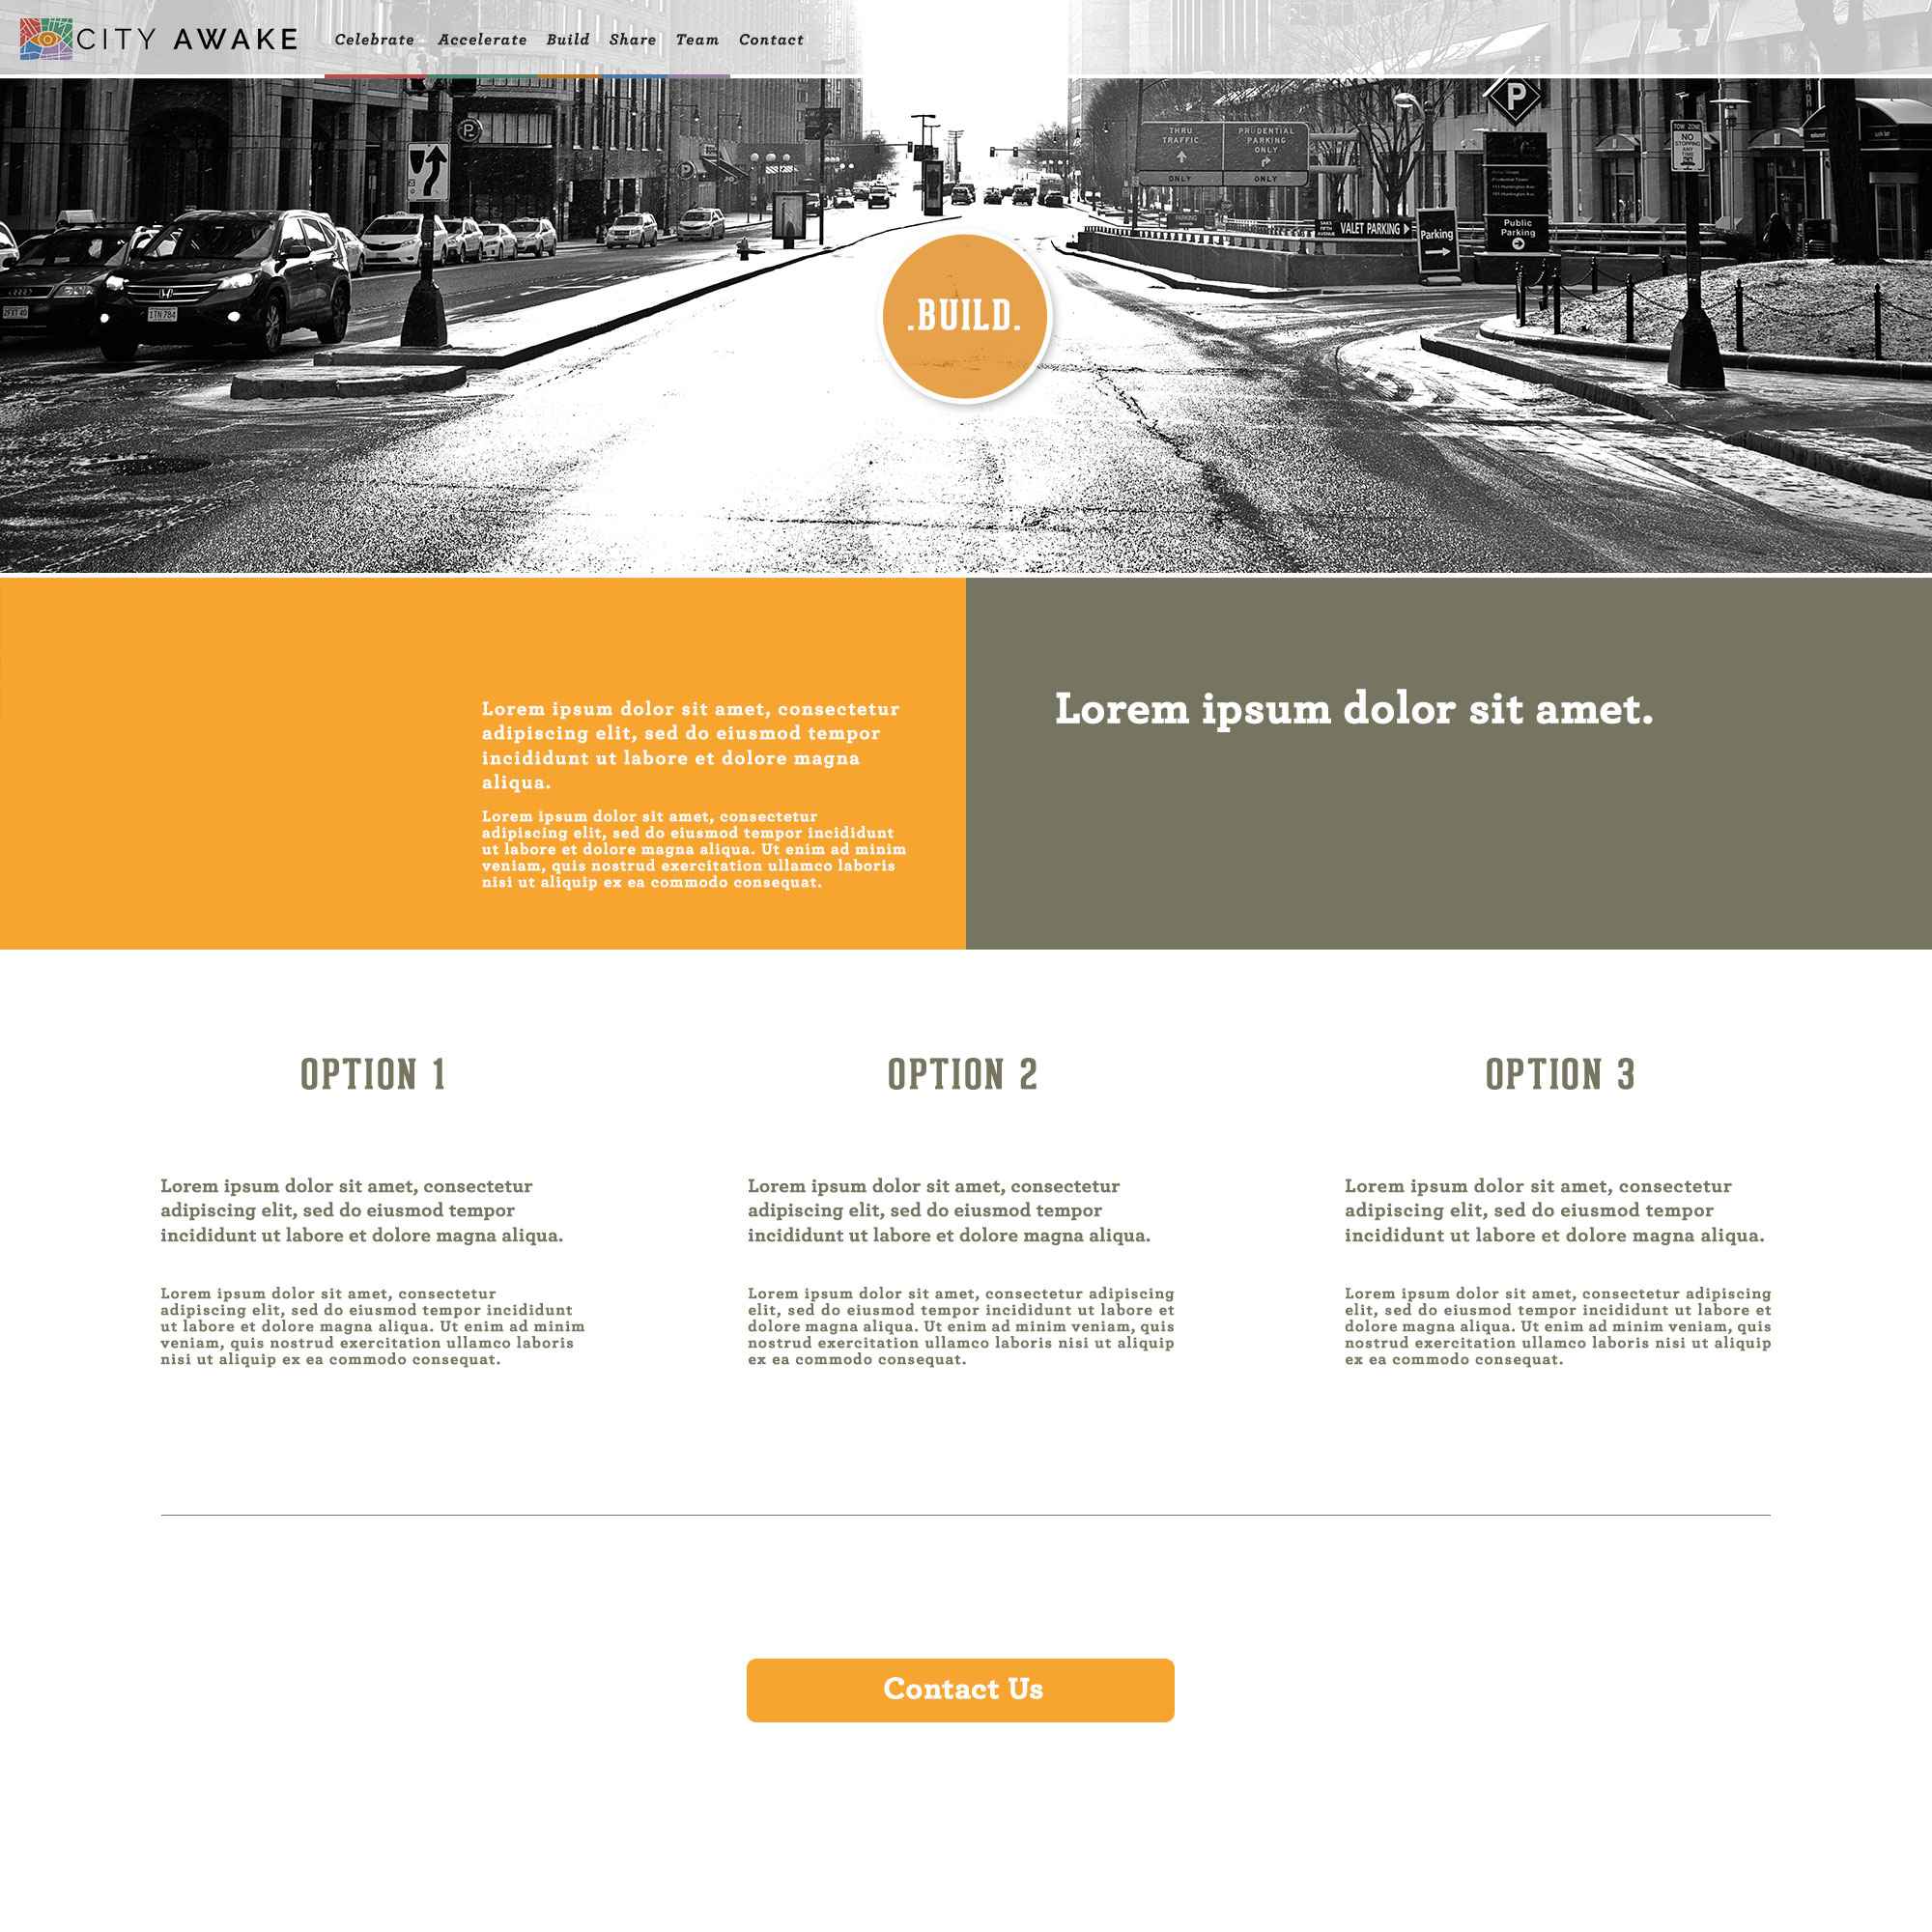 CITY AWAKE
Celebrate Accelerate Build Share Team Contact
P
P
P
THRU
TRAFFIC
ONLY
PRUDENTIAL
PARKING
ONLY
ONLY
TOW ZONE
NO
STOPPING
ANY
TIME
PARKING
SAKS
FIFTH
AVENUE
VALET PARKING
Parking
Public
Parking
1TN 784
.BUILD.
Lorem ipsum dolor sit amet, consectetur
adipiscing elit, sed do eiusmod tempor
incididunt ut labore et dolore magna
aliqua.
Lorem ipsum dolor sit amet, consectetur
adipiscing elit, sed do eiusmod tempor incididunt
ut labore et dolore magna aliqua. Ut enim ad minim
veniam, quis nostrud exercitation ullamco laboris
nisi ut aliquip ex ea commodo consequat.
Lorem ipsum dolor sit amet.
OPTION 1
Lorem ipsum dolor sit amet, consectetur
adipiscing elit, sed do eiusmod tempor
incididunt ut labore et dolore magna aliqua.
Lorem ipsum dolor sit amet, consectetur
adipiscing elit, sed do eiusmod tempor incididunt
ut labore et dolore magna aliqua. Ut enim ad minim
veniam, quis nostrud exercitation ullamco laboris
nisi ut aliquip ex ea commodo consequat.
OPTION 2
Lorem ipsum dolor sit amet, consectetur
adipiscing elit, sed do eiusmod tempor
incididunt ut labore et dolore magna aliqua.
Lorem ipsum dolor sit amet, consectetur adipiscing
elit, sed do eiusmod tempor incididunt ut labore et
dolore magna aliqua. Ut enim ad minim veniam, quis
nostrud exercitation ullamco laboris nisi ut aliquip
ex ea commodo consequat.
OPTION 3
Lorem ipsum dolor sit amet, consectetur
adipiscing elit, sed do eiusmod tempor
incididunt ut labore et dolore magna aliqua.
Lorem ipsum dolor sit amet, consectetur adipiscing
elit, sed do eiusmod tempor incididunt ut labore et
dolore magna aliqua. Ut enim ad minim veniam, quis
nostrud exercitation ullamco laboris nisi ut aliquip
ex ea commodo consequat.
Contact Us